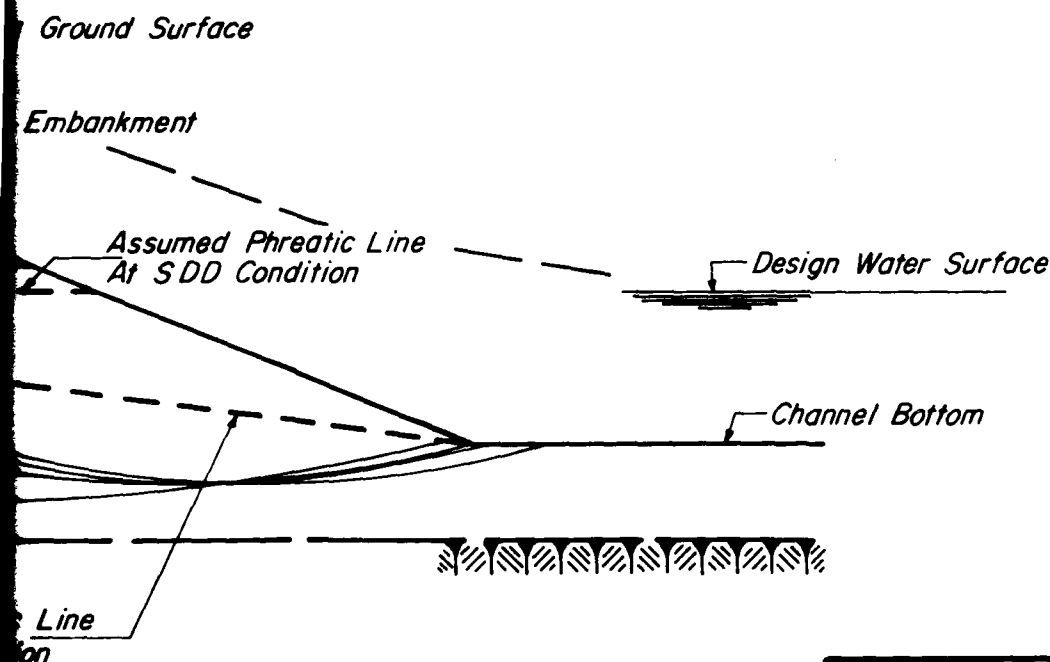 Ground Surface
Embankment
Assumed Phreatic Line
At SDD Condition
Design Water Surface
Channel Bottom
Line